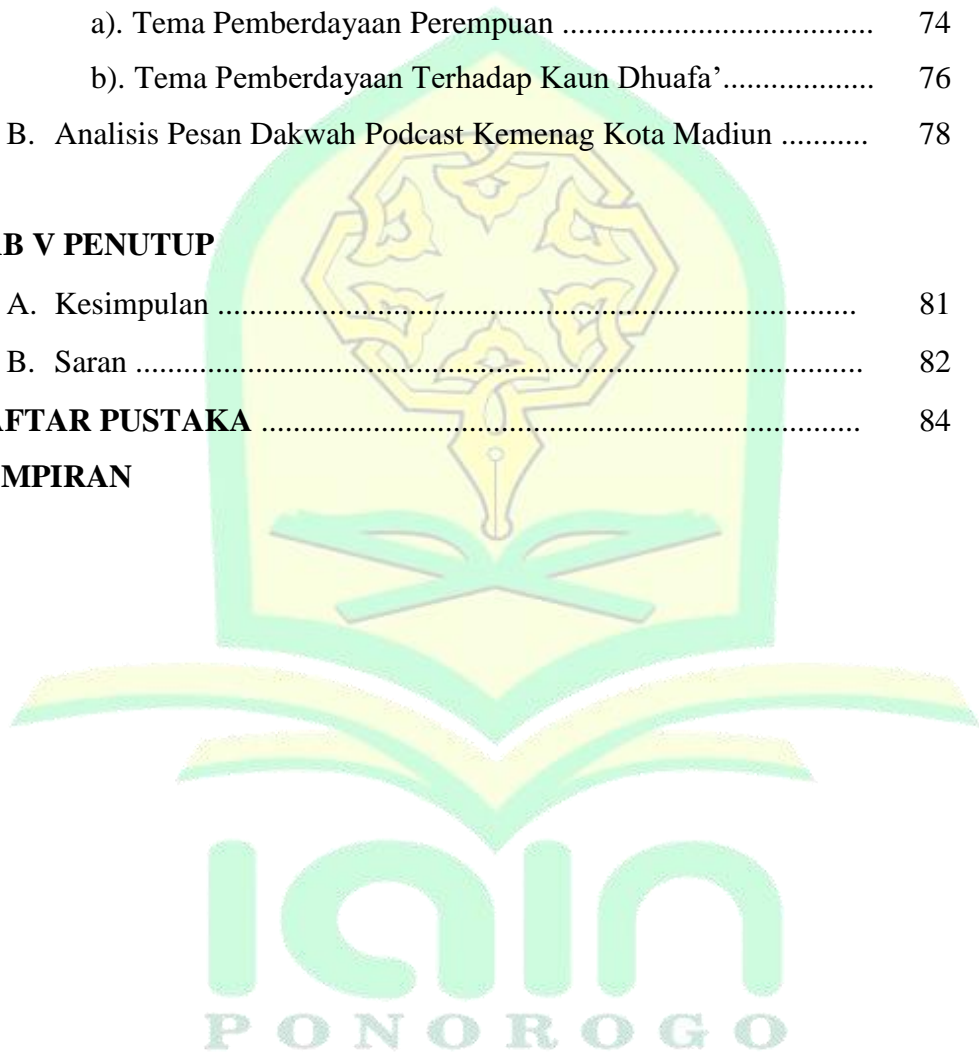 a). Tema Pemberdayaan Perempuan ....................................... 74
b). Tema Pemberdayaan Terhadap Kaun Dhuafa’................... 76
B. Analisis Pesan Dakwah Podcast Kemenag Kota Madiun ........... 78
AB V PENUTUP
A. Kesimpulan ................................................................................ 81
B. Saran ........................................................................................... 82
AFTAR PUSTAKA ........................................................................... 84
MPIRAN
iain
PONOROGO